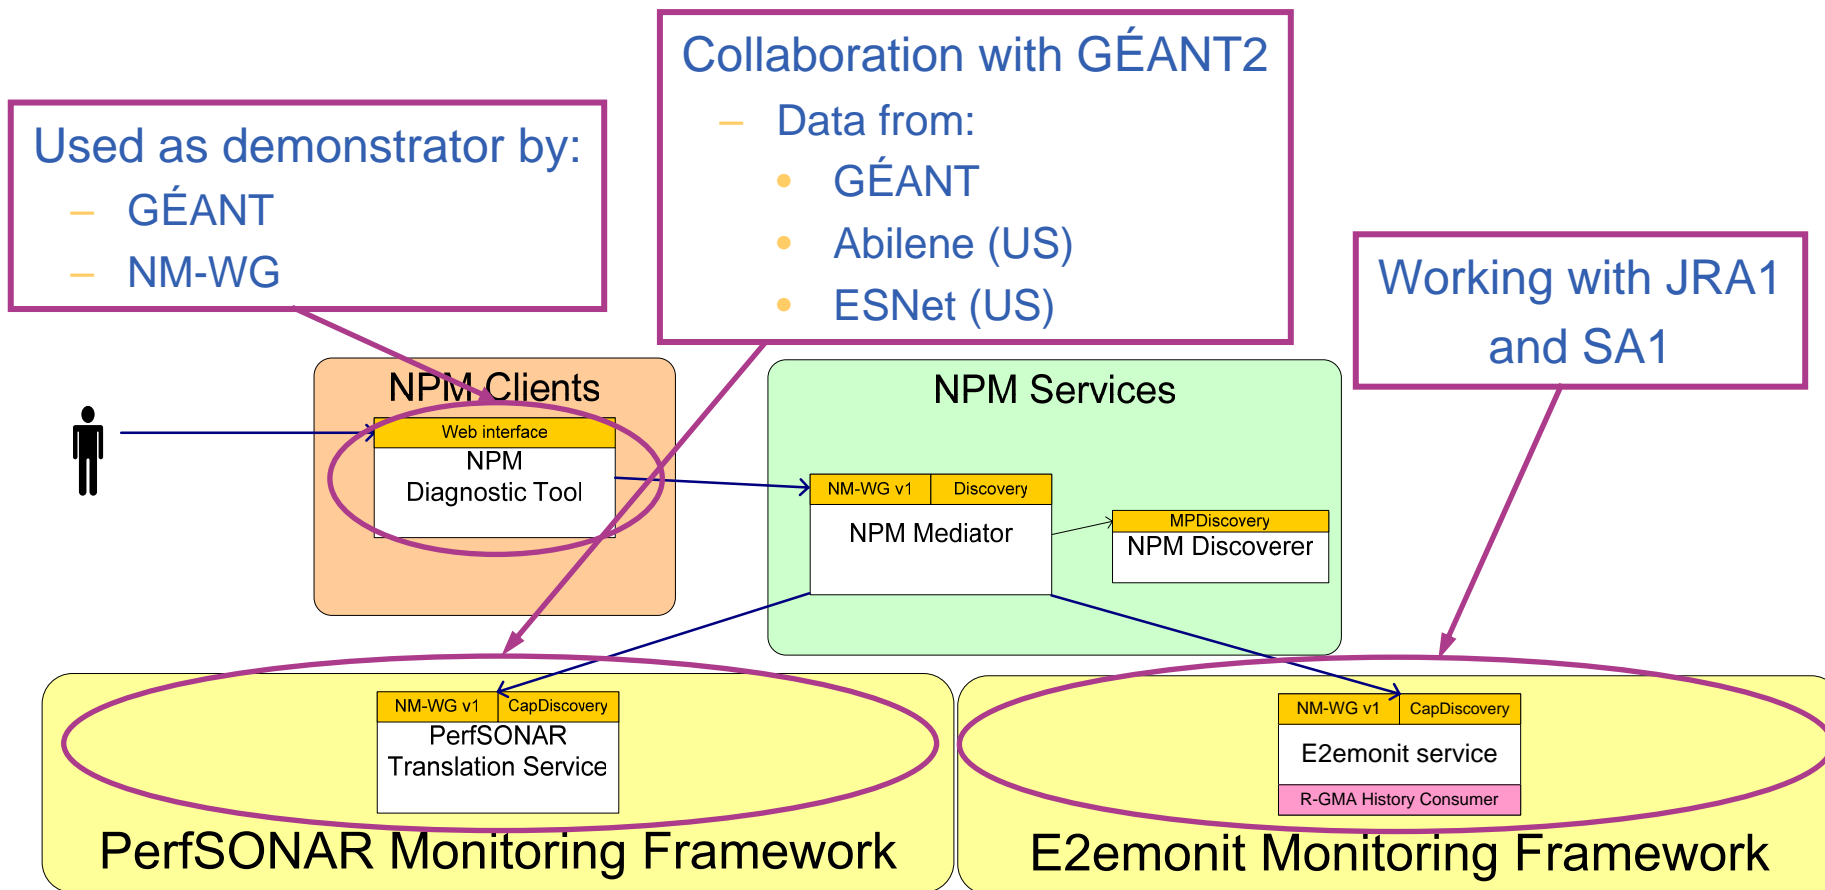 Collaboration with GÉANT2
– Data from:
• GÉANT
• Abilene (US)
• ESNet (US)
Used as demonstrator by:
– GÉANT
– NM-WG
Working with JRA1
and SA1
NPM Clients
Web interface
NPM
Diagnostic Tool
NPM Services
NM-WG v1 Discovery
NPM Mediator
MPDiscovery
NPM Discoverer
NM-WG v1 CapDiscovery
PerfSONAR
Translation Service
PerfSONAR Monitoring Framework
NM-WG v1 CapDiscovery
E2emonit service
R-GMA History Consumer
E2emonit Monitoring Framework